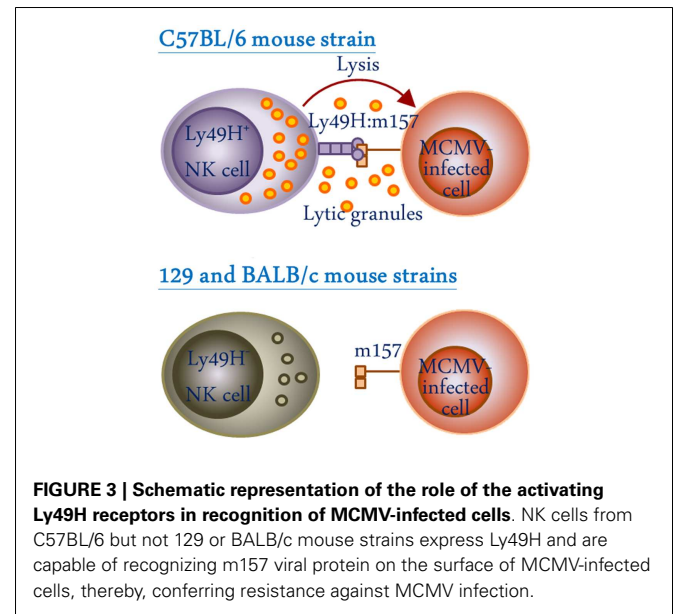 C57BL/6 mouse strain
Lysis
Ly49H⁺
NK cell
Ly49H:m157
MCMV-
infected
cell
Lytic granules
129 and BALB/c mouse strains
Ly49H⁻
NK cell
m157
MCMV-
infected
cell
FIGURE 3 | Schematic representation of the role of the activating
Ly49H receptors in recognition of MCMV-infected cells. NK cells from
C57BL/6 but not 129 or BALB/c mouse strains express Ly49H and are
capable of recognizing m157 viral protein on the surface of MCMV-infected
cells, thereby, conferring resistance against MCMV infection.